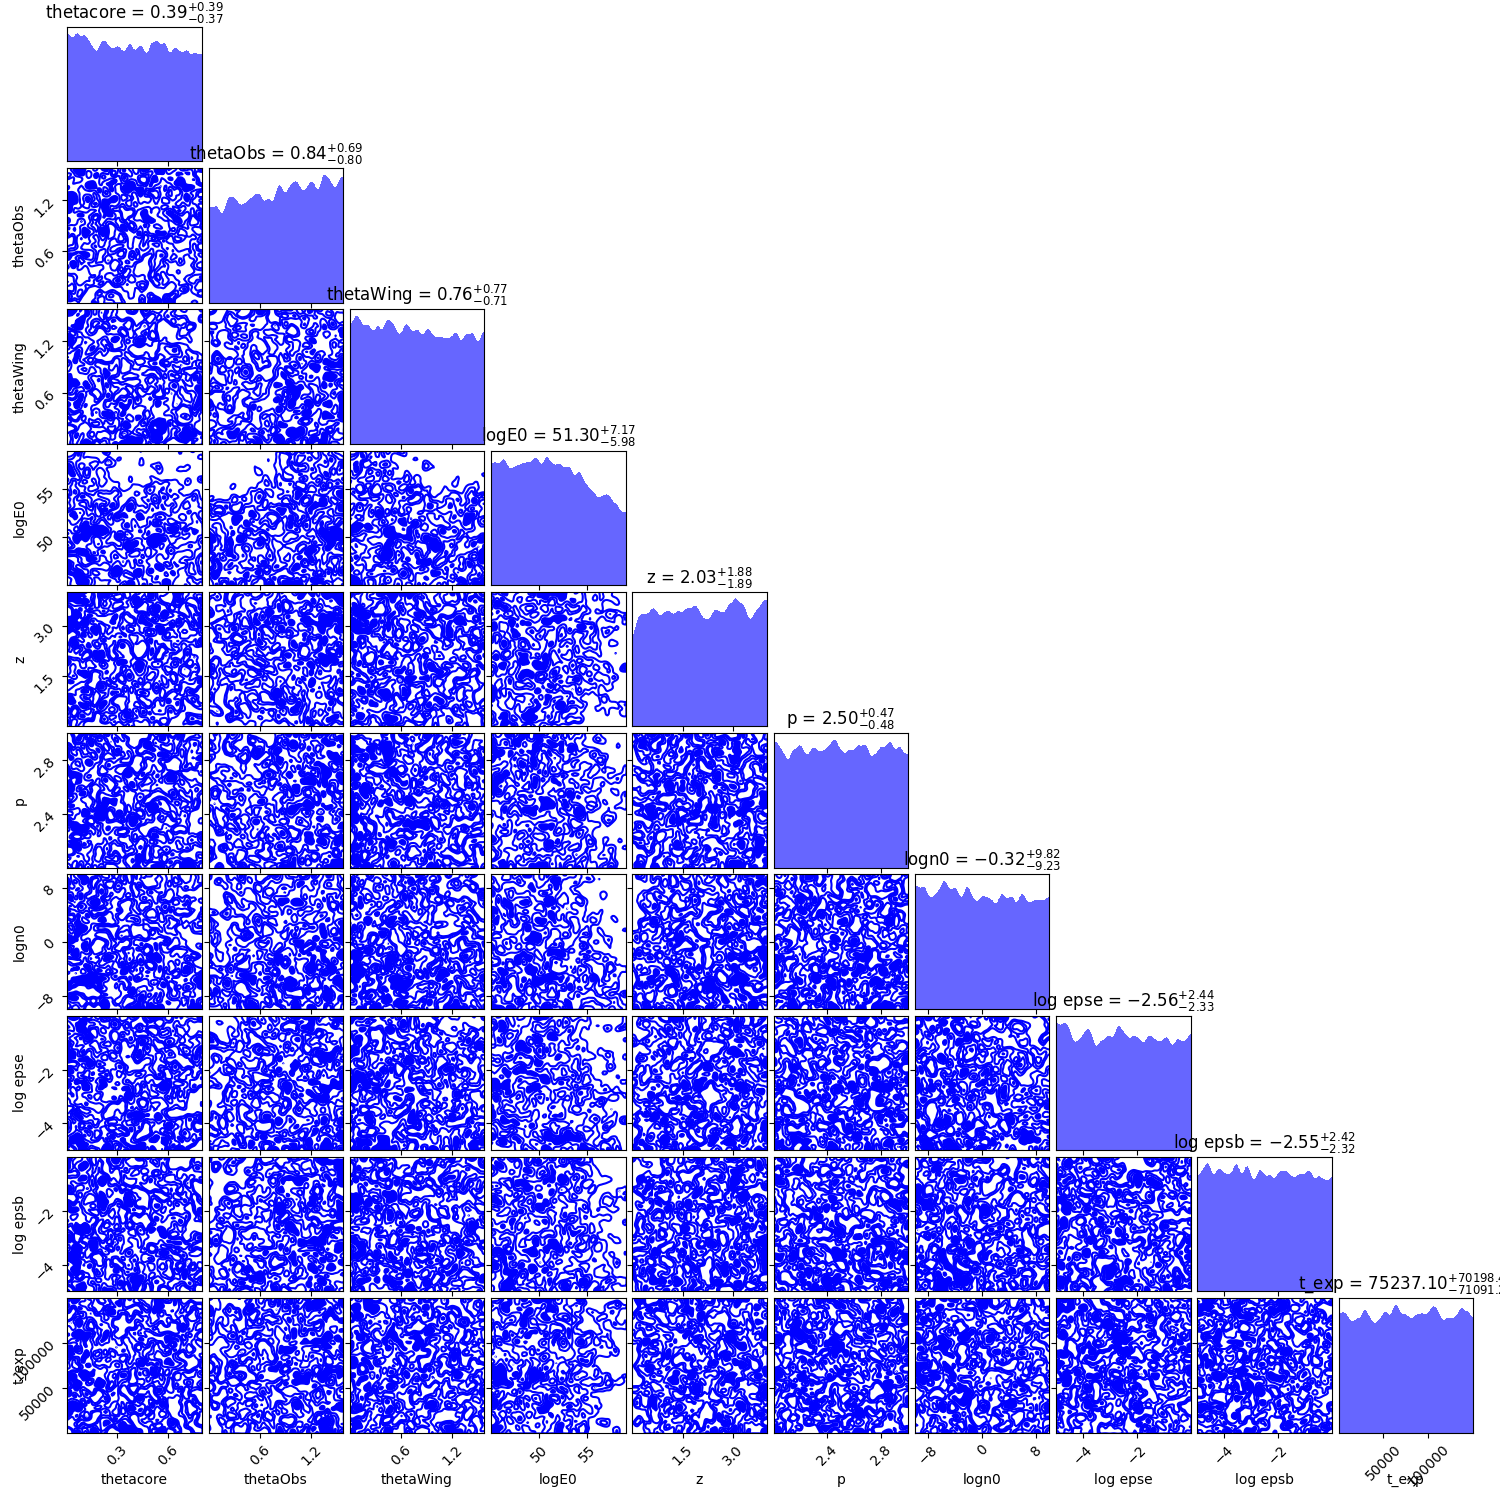 thetacore = 0.39 +0.39 −0.37
thetaObs = 0.84 +0.69 −0.80
1.2
0.6
thetaObs
thetaWing = 0.76 +0.77 −0.71
1.2
0.6
thetaWing
logE0 = 51.30 +7.17 −5.98
55
50
logE0
z = 2.03 +1.88 −1.89
3.0
1.5
z
p = 2.50 +0.47 −0.48
2.8
2.4
p
logn0 = −0.32 +9.82 −9.23
8
0
−8
logn0
log epse = −2.56 +2.44 −2.33
−2
−4
log epse
log epsb = −2.55 +2.42 −2.32
−2
−4
log epsb
t_exp = 75237.10 +70198. −71091.
50000
t_exp
0.3 0.6 0.6 1.2 0.6 1.2 50 55 1.5 3.0 2.4 2.8 −8 0 8 −4 −2 −4 −2 50000
thetacore thetaObs thetaWing logE0 z p logn0 log epse log epsb t_exp